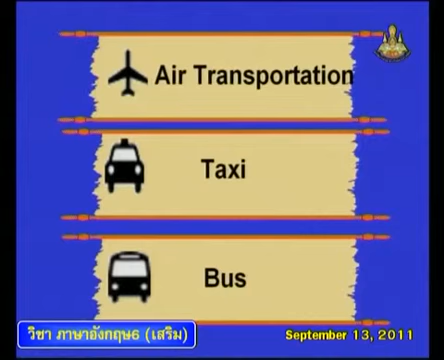 Air Transportation
Taxi
Bus
วิชา ภาษาอังกฤษ6 (เสริม)
September 13, 2011